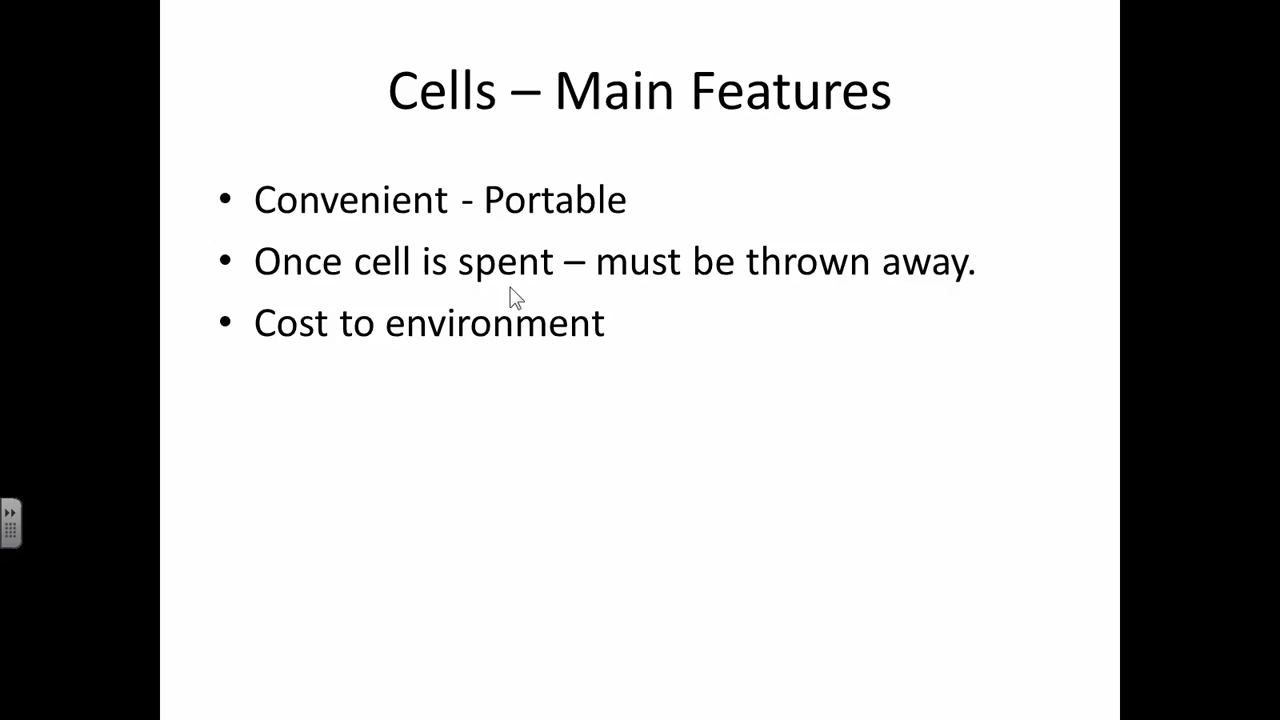 Cells – Main Features
• Convenient - Portable
• Once cell is spent – must be thrown away.
• Cost to environment